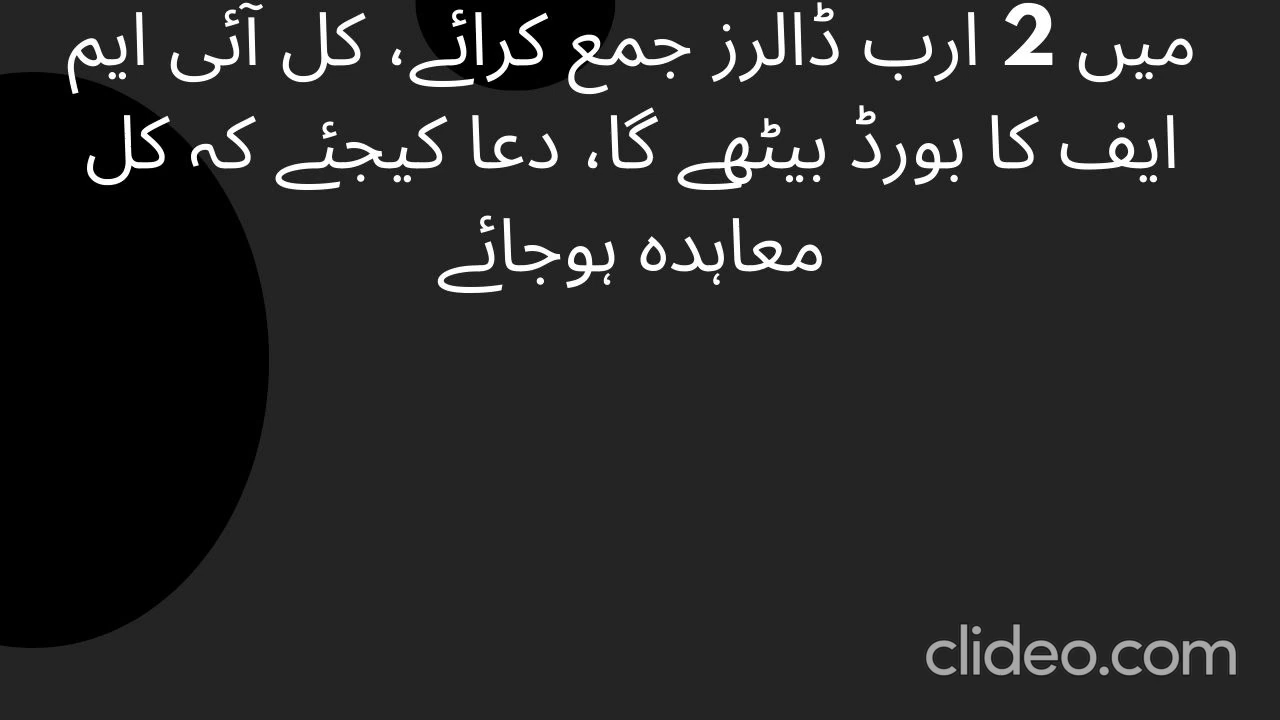 میں 2 ارب ڈالرز جمع کرائے، کل آئی ایم
ایف کا بورڈ بیٹھے گا، دعا کیجئے کہ کل
معاہدہ ہوجائے
clideo.com